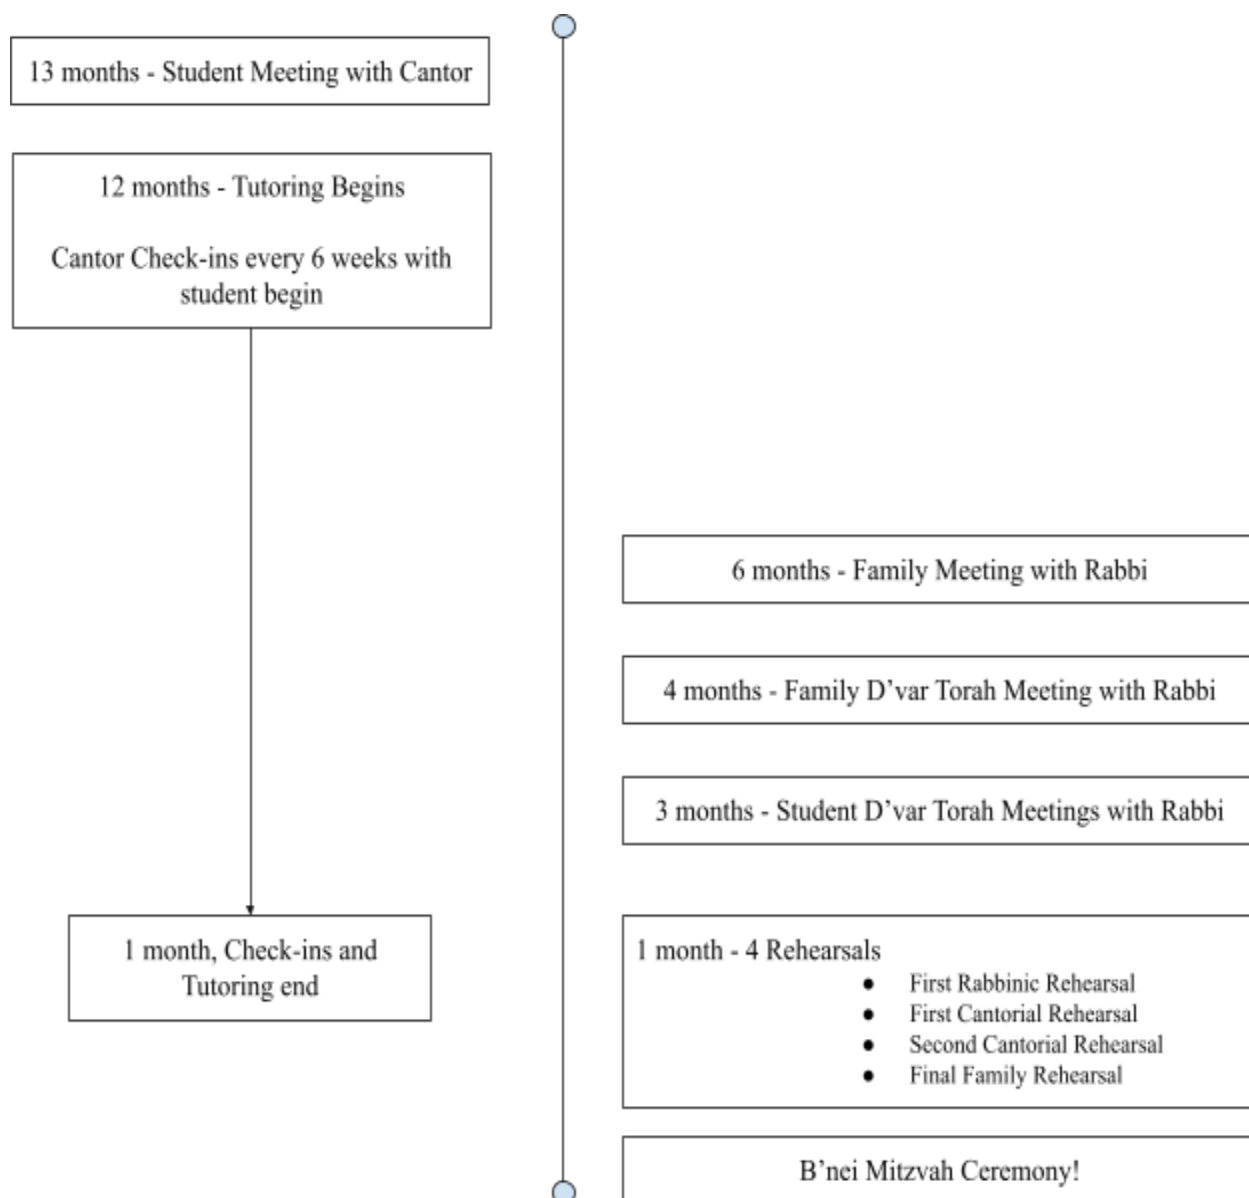 13 months - Student Meeting with Cantor
12 months - Tutoring Begins
Cantor Check-ins every 6 weeks with
student begin
6 months - Family Meeting with Rabbi
4 months - Family D’var Torah Meeting with Rabbi
3 months - Student D’var Torah Meetings with Rabbi
1 month, Check-ins and
Tutoring end
1 month - 4 Rehearsals
● First Rabbinic Rehearsal
● First Cantorial Rehearsal
● Second Cantorial Rehearsal
● Final Family Rehearsal
B’nei Mitzvah Ceremony!